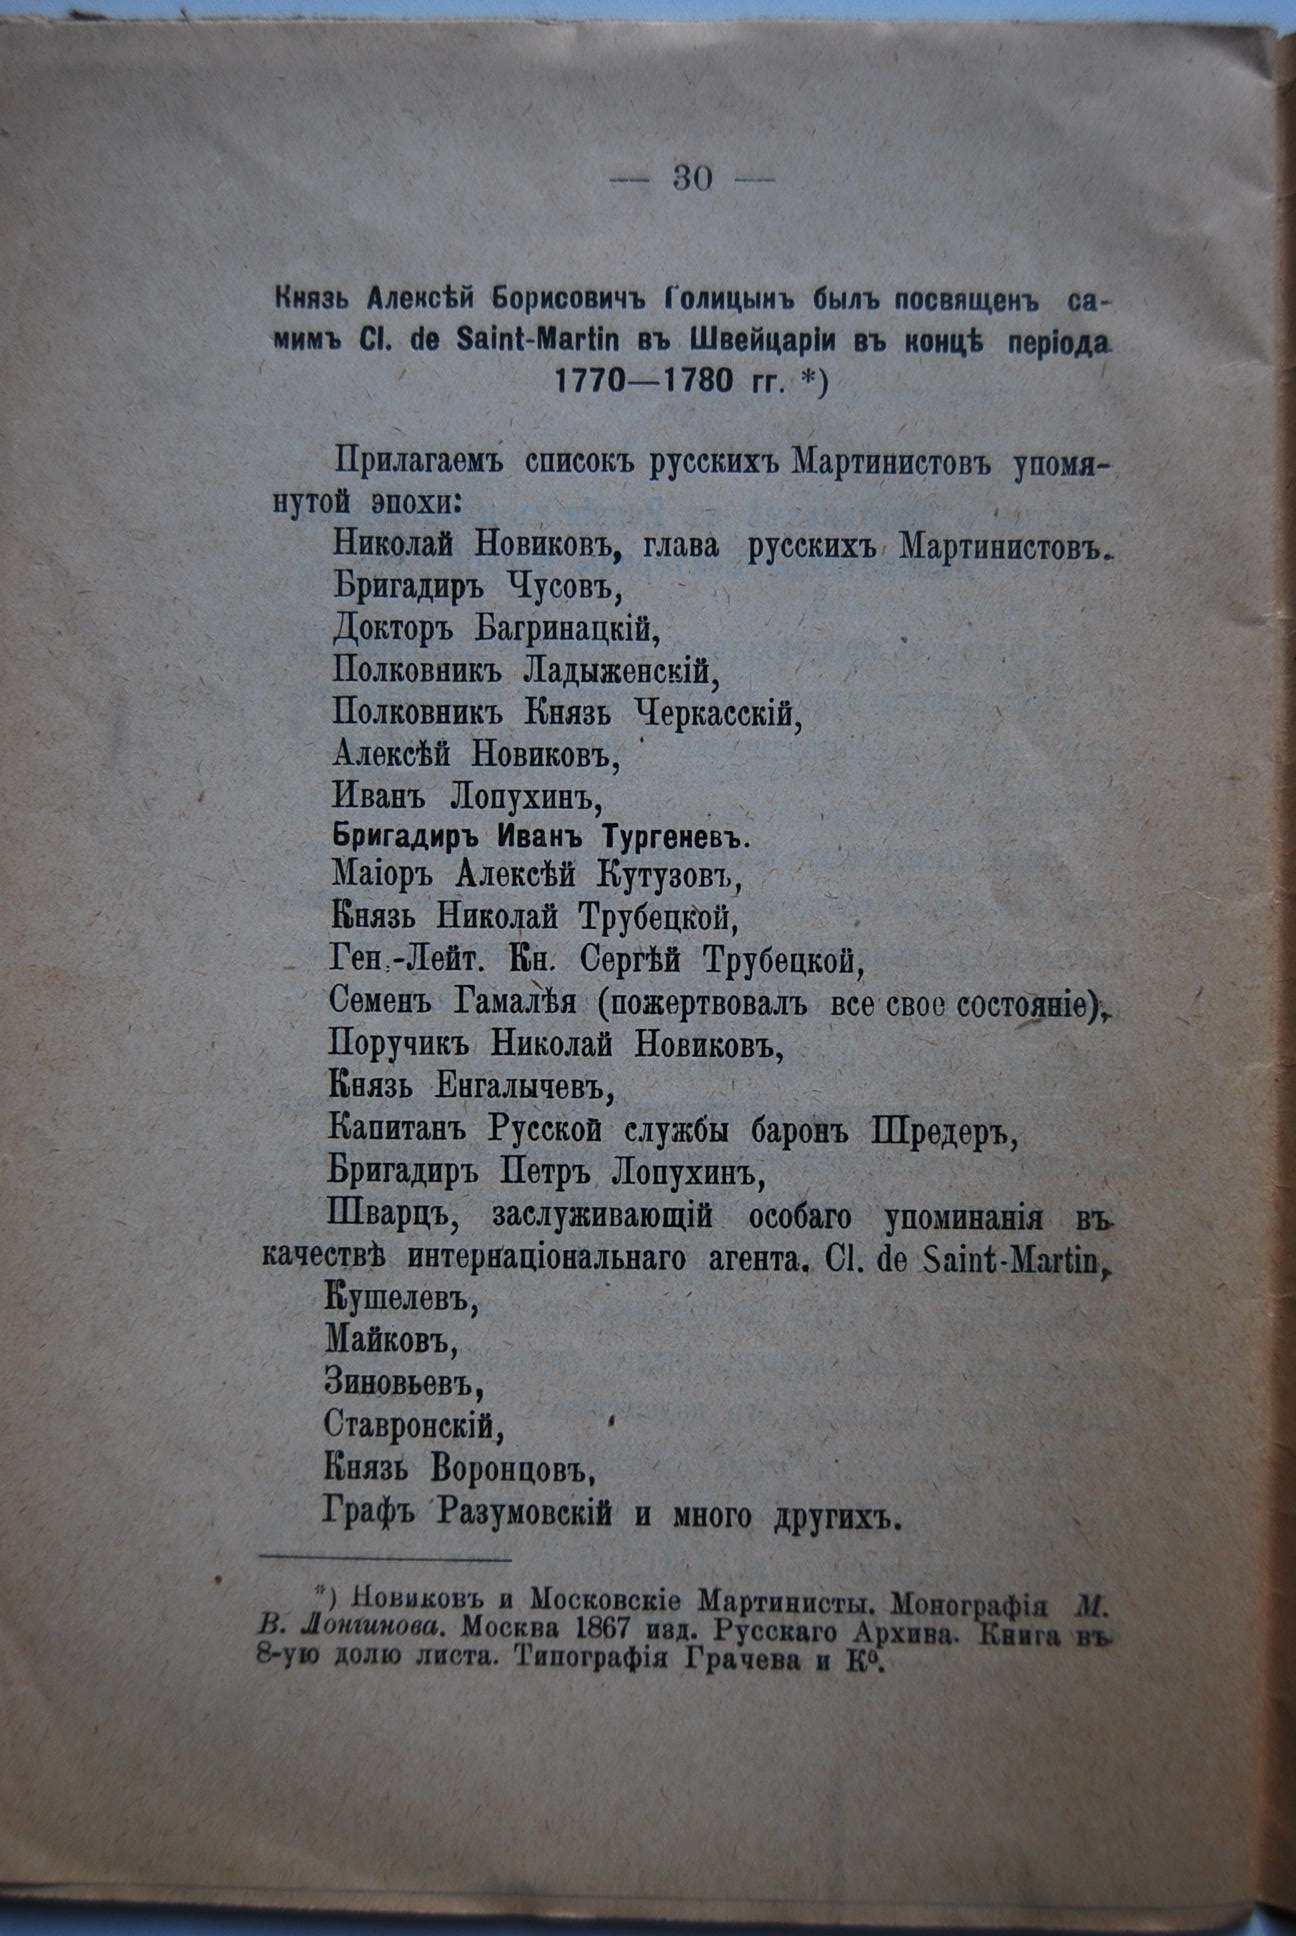 — 30 —
Князь Алексѣй Борисовичъ Голицынъ былъ посвященъ са-
мимъ Cl. de Saint-Martin въ Швейцаріи въ концѣ періода
1770—1780 гг. *)
Прилагаемъ списокъ русскихъ Мартинистовъ упомя-
нутой эпохи:
Николай Новиковъ, глава русскихъ Мартинистовъ.
Бригадиръ Чусовъ,
Докторъ Багринацкій,
Полковникъ Ладыженскій,
Полковникъ Князь Черкасскій,
Алексѣй Новиковъ,
Иванъ Лопухинъ,
Бригадиръ Иванъ Тургеневъ.
Маіоръ Алексѣй Кутузовъ,
Князь Николай Трубецкой,
Ген.-Лейт. Кн. Сергѣй Трубецкой,
Семенъ Гамалѣя (пожертвовалъ все свое состояніе),
Поручикъ Николай Новиковъ,
Князь Енгалычевъ,
Капитанъ Русской службы баронъ Шредеръ,
Бригадиръ Петръ Лопухинъ,
Шварцъ, заслуживающій особаго упоминанія въ
качествѣ интернаціональнаго агента. Cl. de Saint-Martin,
Кушелевъ,
Майковъ,
Зиновьевъ,
Ставронскій,
Князь Воронцовъ,
Графъ Разумовскій и много другихъ.
*) Новиковъ и Московскіе Мартинисты. Монографія М.
В. Лонгинова. Москва 1867 изд. Русскаго Архива. Книга въ
8-ую долю листа. Типографія Грачева и Ко.